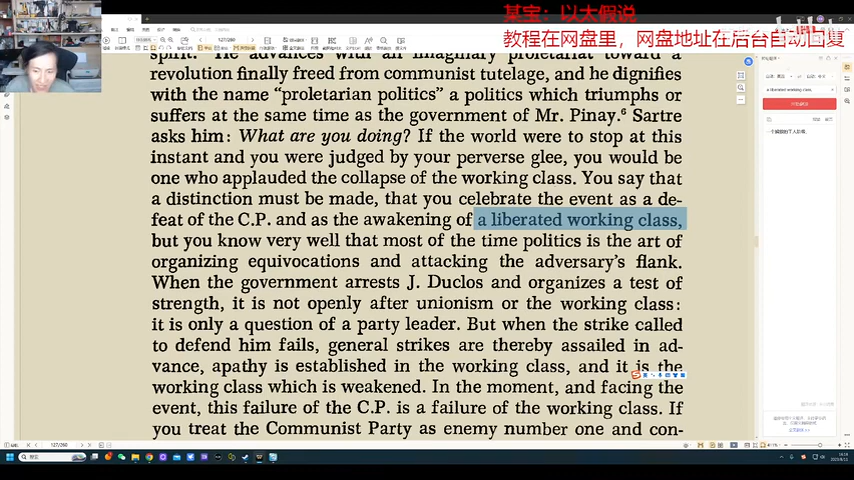 某宝：以太假说
教程在网盘里，网盘地址在后台自动回复
127/260
spirit. He advances with an imaginary proletariat toward a
revolution finally freed from communist tutelage, and he dignifies
with the name “proletarian politics” a politics which triumphs or
suffers at the same time as the government of Mr. Pinay.⁶ Sartre
asks him: What are you doing? If the world were to stop at this
instant and you were judged by your perverse glee, you would be
one who applauded the collapse of the working class. You say that
a distinction must be made, that you celebrate the event as a de-
feat of the C.P. and as the awakening of a liberated working class,
but you know very well that most of the time politics is the art of
organizing equivocations and attacking the adversary’s flank.
When the government arrests J. Duclos and organizes a test of
strength, it is not openly after unionism or the working class:
it is only a question of a party leader. But when the strike called
to defend him fails, general strikes are thereby assailed in ad-
vance, apathy is established in the working class, and it is the
working class which is weakened. In the moment, and facing the
event, this failure of the C.P. is a failure of the working class. If
you treat the Communist Party as enemy number one and con-
a liberated working class,
127/260